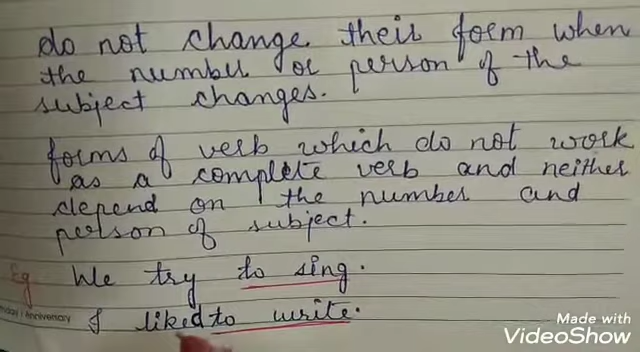 do not change their form when
the number or person of the
subject changes.
forms of verb which do not work
as a complete verb and neither
depend on the number and
person of subject.
Eg We try to sing.
I liked to write.
Anniversary
Made with
VideoShow